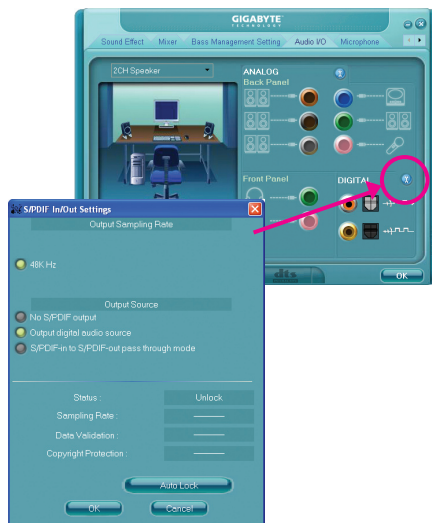 GIGABYTE
TECHNOLOGY
Sound Effect
Mixer
Bass Management Setting
Audio I/O
Microphone
2CH Speaker
ANALOG
Back Panel
Front Panel
DIGITAL
dts
OK
S/PDIF In/Out Settings
Output Sampling Rate
48K Hz
Output Source
No S/PDIF output
Output digital audio source
S/PDIF-in to S/PDIF-out pass through mode
Status : Unlock
Sampling Rate :
Data Validation :
Copyright Protection :
Auto Lock
OK
Cancel